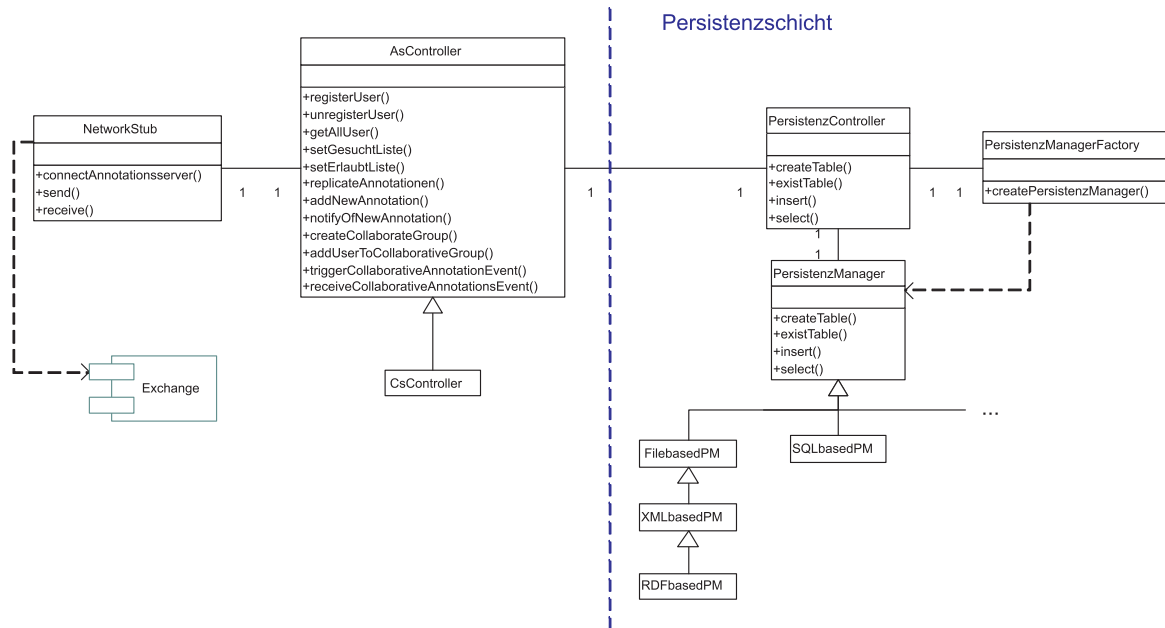 Persistenzschicht
AsController
+registerUser()
+unregisterUser()
+getAllUser()
+setGesuchtListe()
+setErlaubtListe()
+replicateAnnotationen()
+addNewAnnotation()
+notifyOfNewAnnotation()
+createCollaborateGroup()
+addUserToCollaborativeGroup()
+triggerCollaborativeAnnotationEvent()
+receiveCollaborativeAnnotationsEvent()
NetworkStub
+connectAnnotationsserver()
+send()
+receive()
1
1
1
1
PersistenzController
+createTable()
+existTable()
+insert()
+select()
1
1
PersistenzManagerFactory
+createPersistenzManager()
1
1
PersistenzManager
+createTable()
+existTable()
+insert()
+select()
Exchange
CsController
...
FilebasedPM
SQLbasedPM
XMLbasedPM
RDFbasedPM